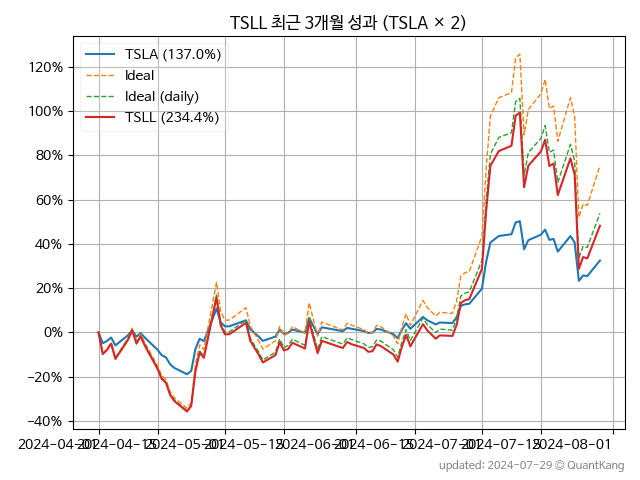 TSLL 최근 3개월 성과 (TSLA × 2)
TSLA (137.0%)
Ideal
Ideal (daily)
TSLL (234.4%)
120%
100%
80%
60%
40%
20%
0%
−20%
−40%
2024-04-01 2024-04-15 2024-05-01 2024-05-15 2024-06-01 2024-06-15 2024-07-01 2024-07-15 2024-08-01
updated: 2024-07-29 © QuantKang